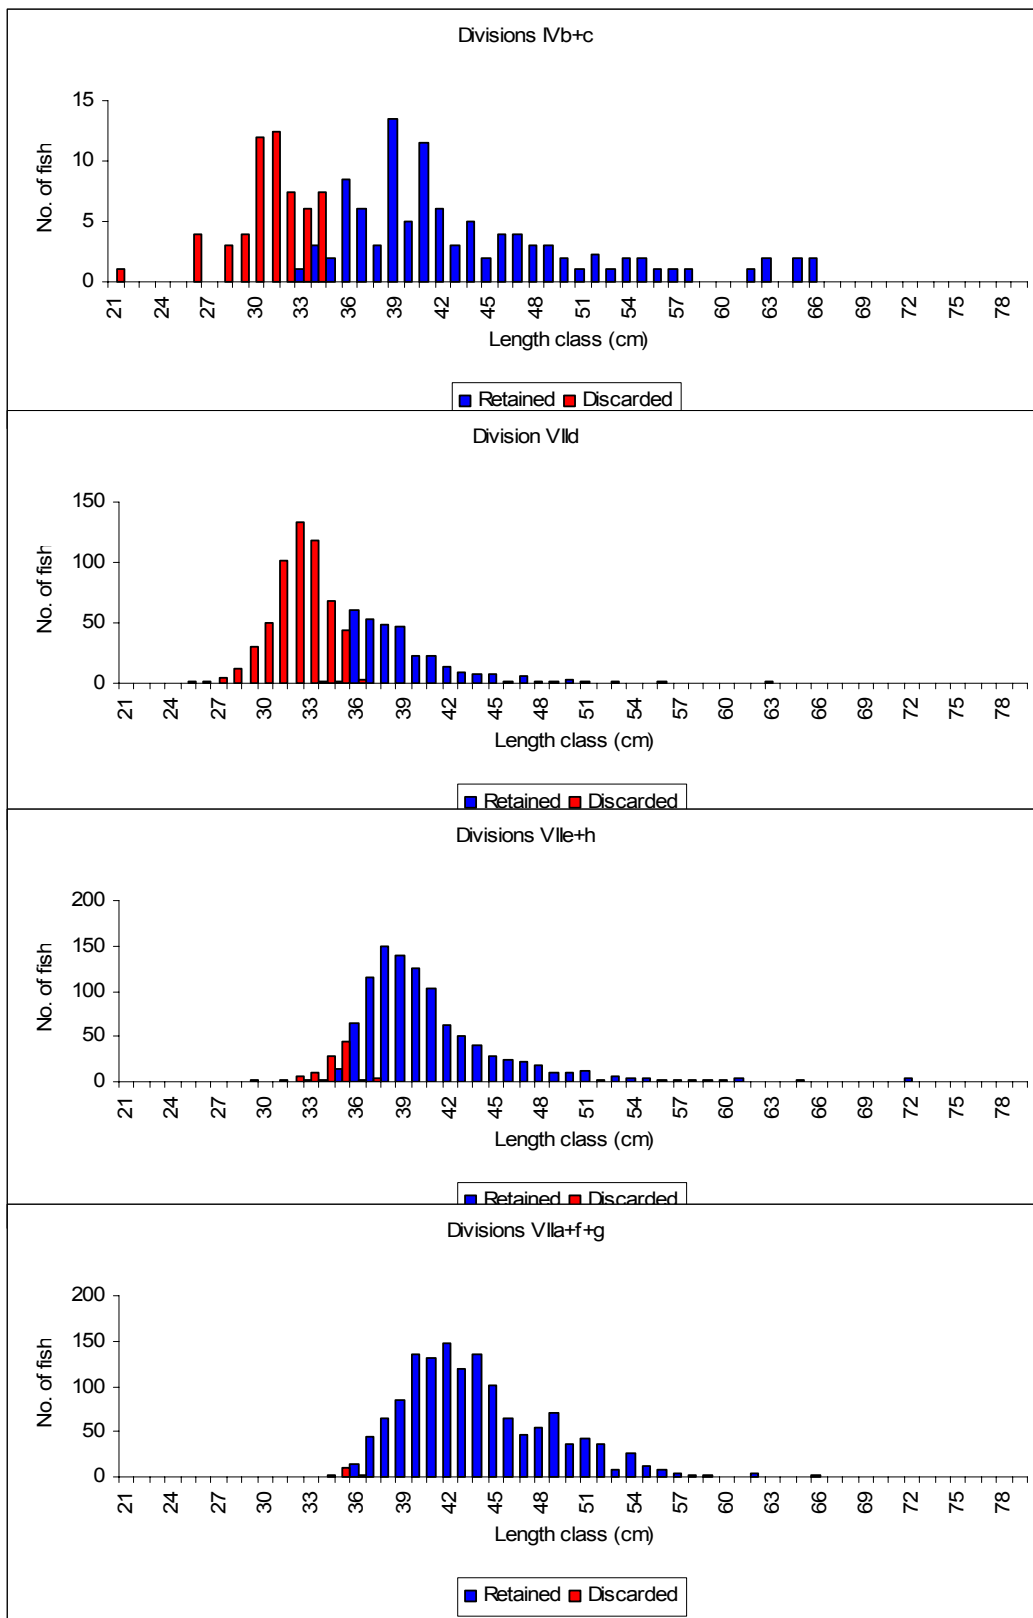 Divisions IVb+c
No. of fish
15
10
5
0
21 24 27 30 33 36 39 42 45 48 51 54 57 60 63 66 69 72 75 78
Length class (cm)
Retained Discarded
Division VIId
No. of fish
150
100
50
0
21 24 27 30 33 36 39 42 45 48 51 54 57 60 63 66 69 72 75 78
Length class (cm)
Retained Discarded
Divisions VIIe+h
No. of fish
200
150
100
50
0
21 24 27 30 33 36 39 42 45 48 51 54 57 60 63 66 69 72 75 78
Length class (cm)
Retained Discarded
Divisions VIIa+f+g
No. of fish
200
150
100
50
0
21 24 27 30 33 36 39 42 45 48 51 54 57 60 63 66 69 72 75 78
Length class (cm)
Retained Discarded